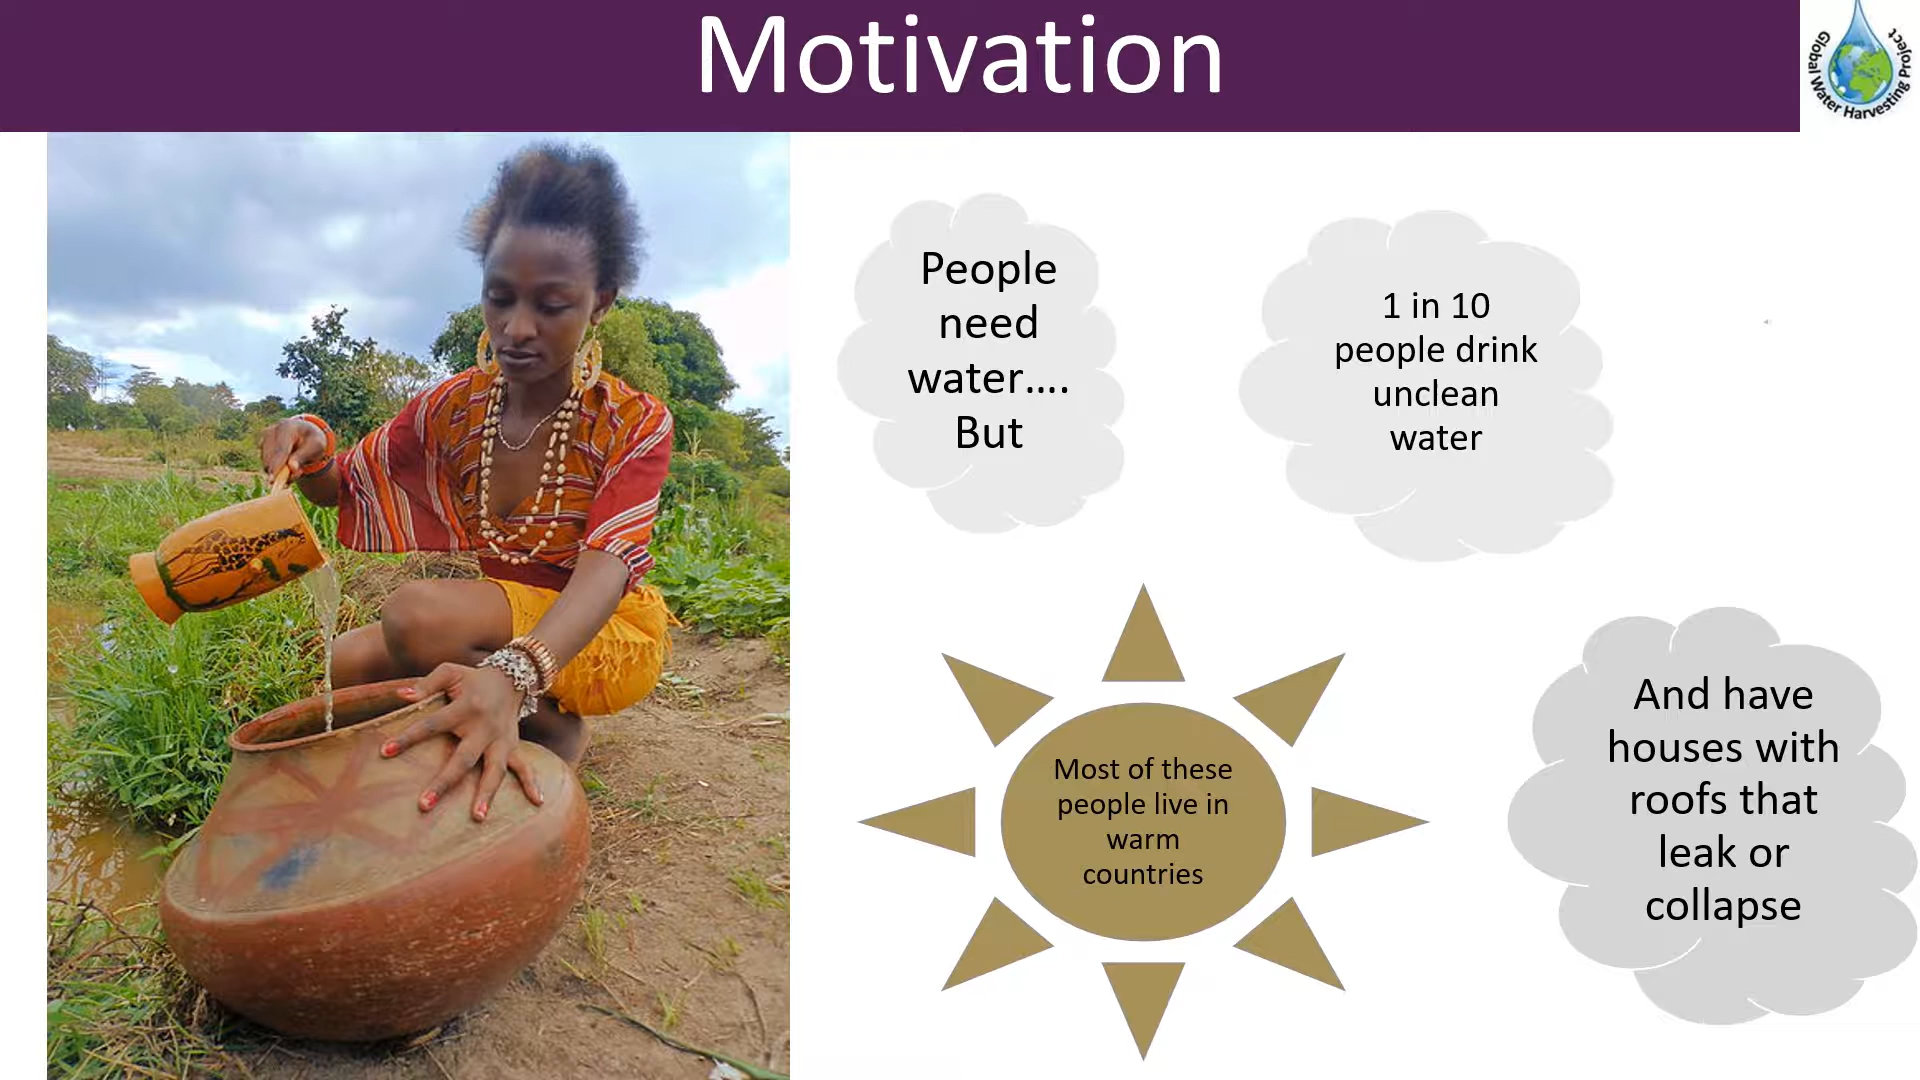 Motivation
Global Water Harvesting Project
People
need
water....
But
1 in 10
people drink
unclean
water
Most of these
people live in
warm
countries
And have
houses with
roofs that
leak or
collapse